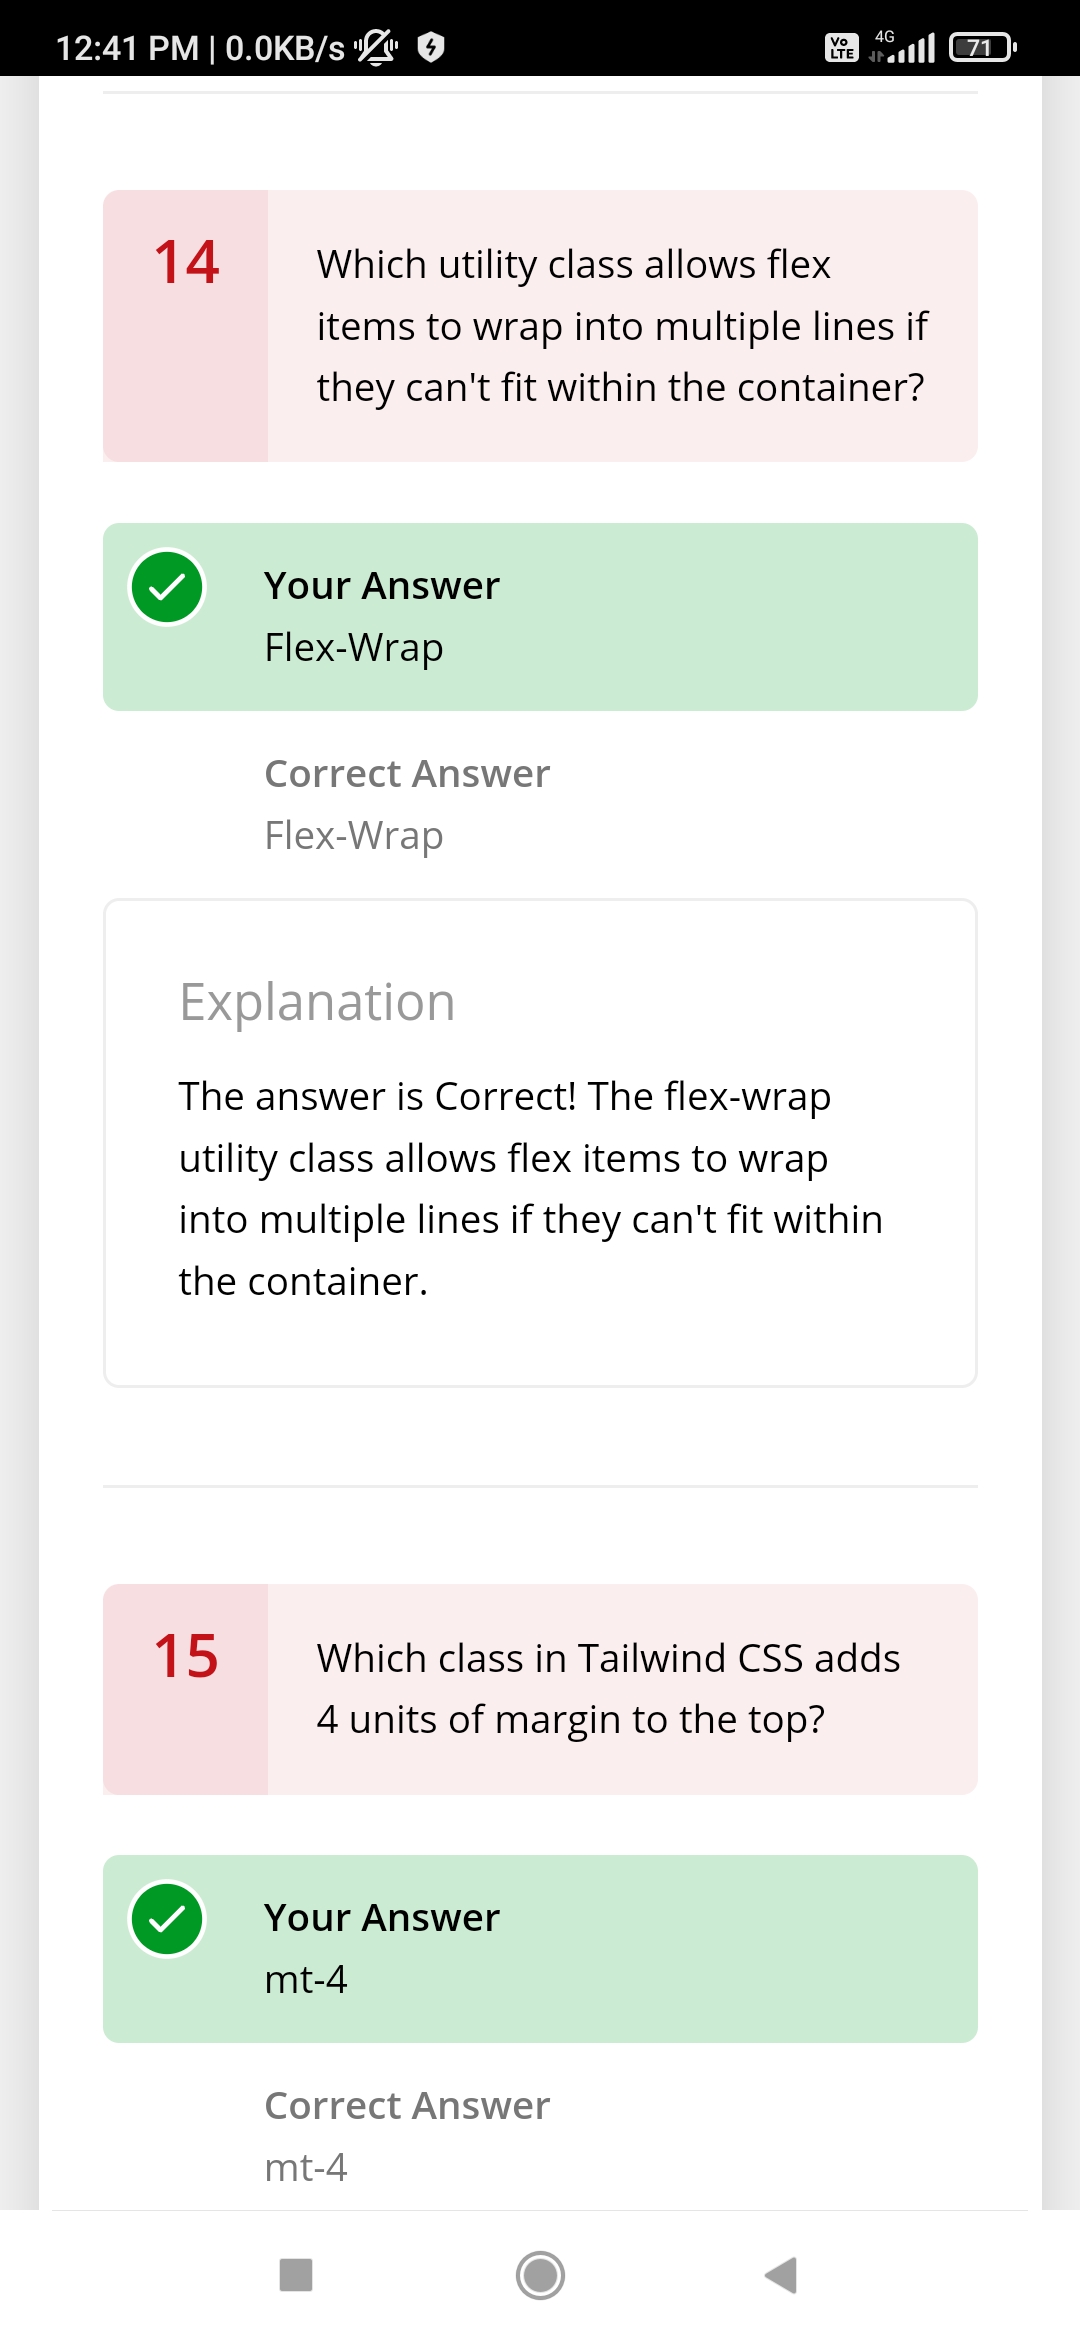 12:41 PM | 0.0KB/s
Vo LTE 4G 71
14
Which utility class allows flex
items to wrap into multiple lines if
they can't fit within the container?
Your Answer
Flex-Wrap
Correct Answer
Flex-Wrap
Explanation
The answer is Correct! The flex-wrap
utility class allows flex items to wrap
into multiple lines if they can't fit within
the container.
15
Which class in Tailwind CSS adds
4 units of margin to the top?
Your Answer
mt-4
Correct Answer
mt-4